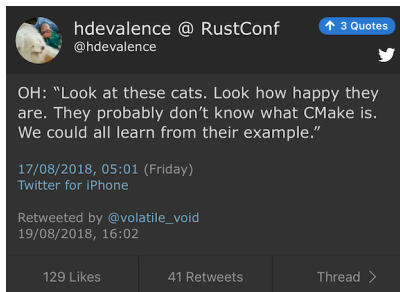 hdevalence @ RustConf
3 Quotes
@hdevalence
OH: “Look at these cats. Look how happy they
are. They probably don’t know what CMake is.
We could all learn from their example.”
17/08/2018, 05:01 (Friday)
Twitter for iPhone
Retweeted by @volatile_void
19/08/2018, 16:02
129 Likes
41 Retweets
Thread